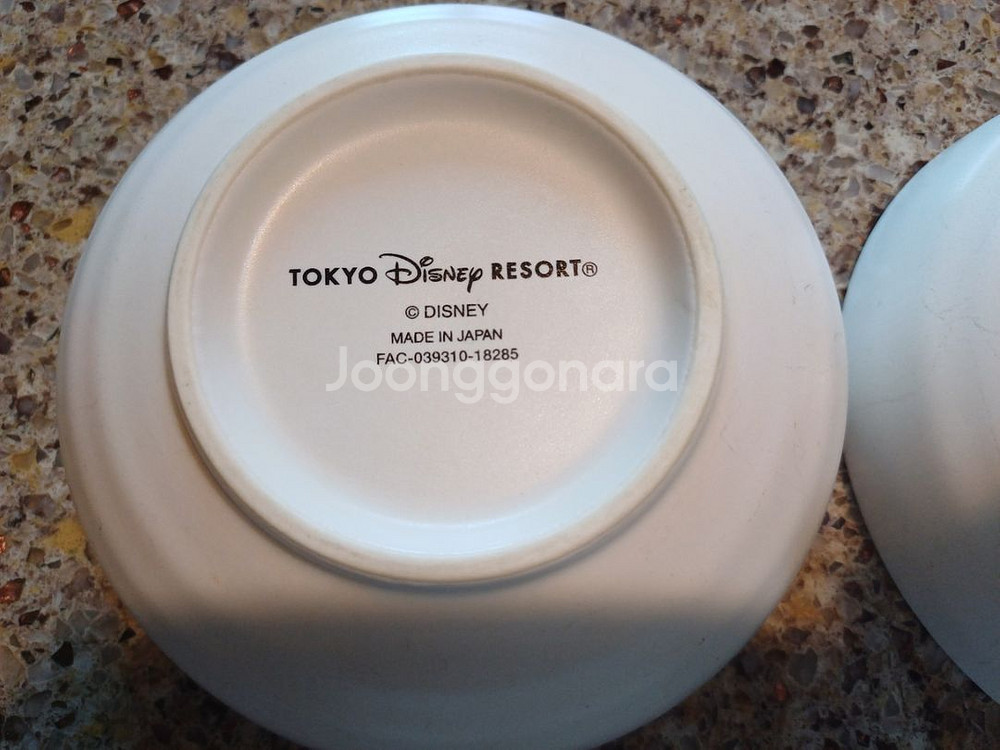 TOKYO Disney RESORT®
© DISNEY
MADE IN JAPAN
FAC-039310-18285
Joonggonara